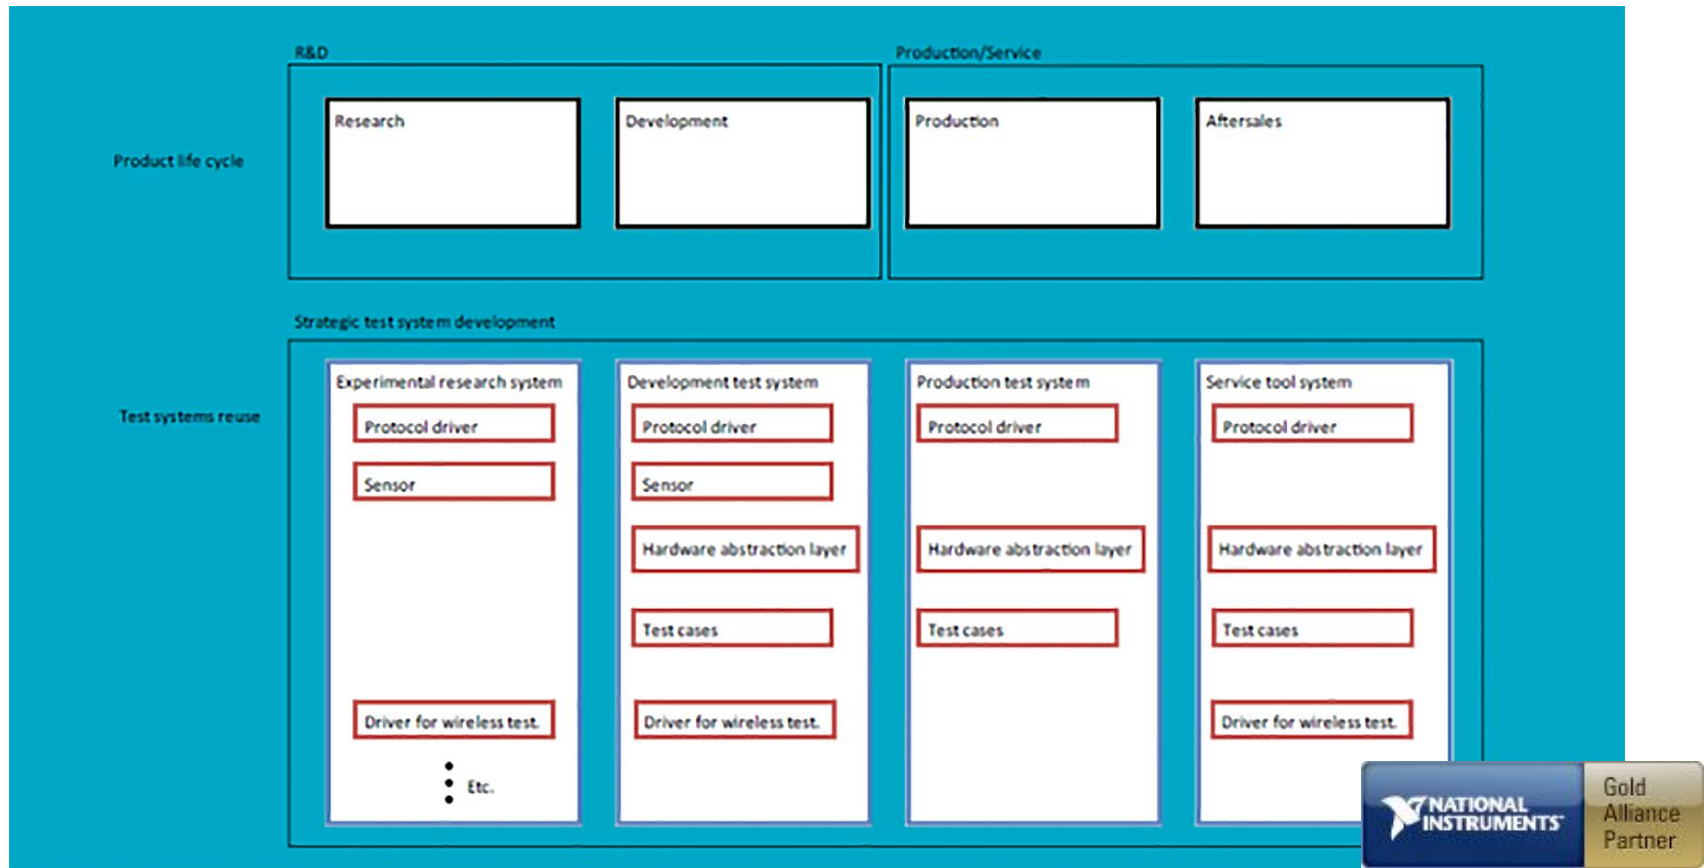 R&D
Production/Service
Research
Development
Production
Aftersales
Product life cycle
Strategic test system development
Test systems reuse
Experimental research system
Protocol driver
Sensor
Driver for wireless test.
Etc.
Development test system
Protocol driver
Sensor
Hardware abstraction layer
Test cases
Driver for wireless test.
Production test system
Protocol driver
Hardware abstraction layer
Test cases
Service tool system
Protocol driver
Hardware abstraction layer
Test cases
Driver for wireless test.
NATIONAL
INSTRUMENTS
Gold
Alliance
Partner